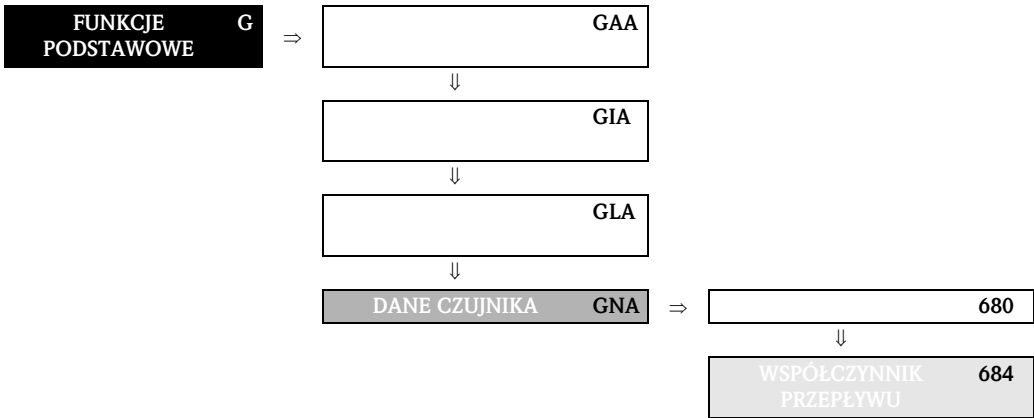 FUNKCJE G
PODSTAWOWE
⇒
GAA
⇓
GIA
⇓
GLA
⇓
DANE CZUJNIKA GNA
⇒
680
⇓
WSPÓŁCZYNNIK 684
PRZEPŁYWU